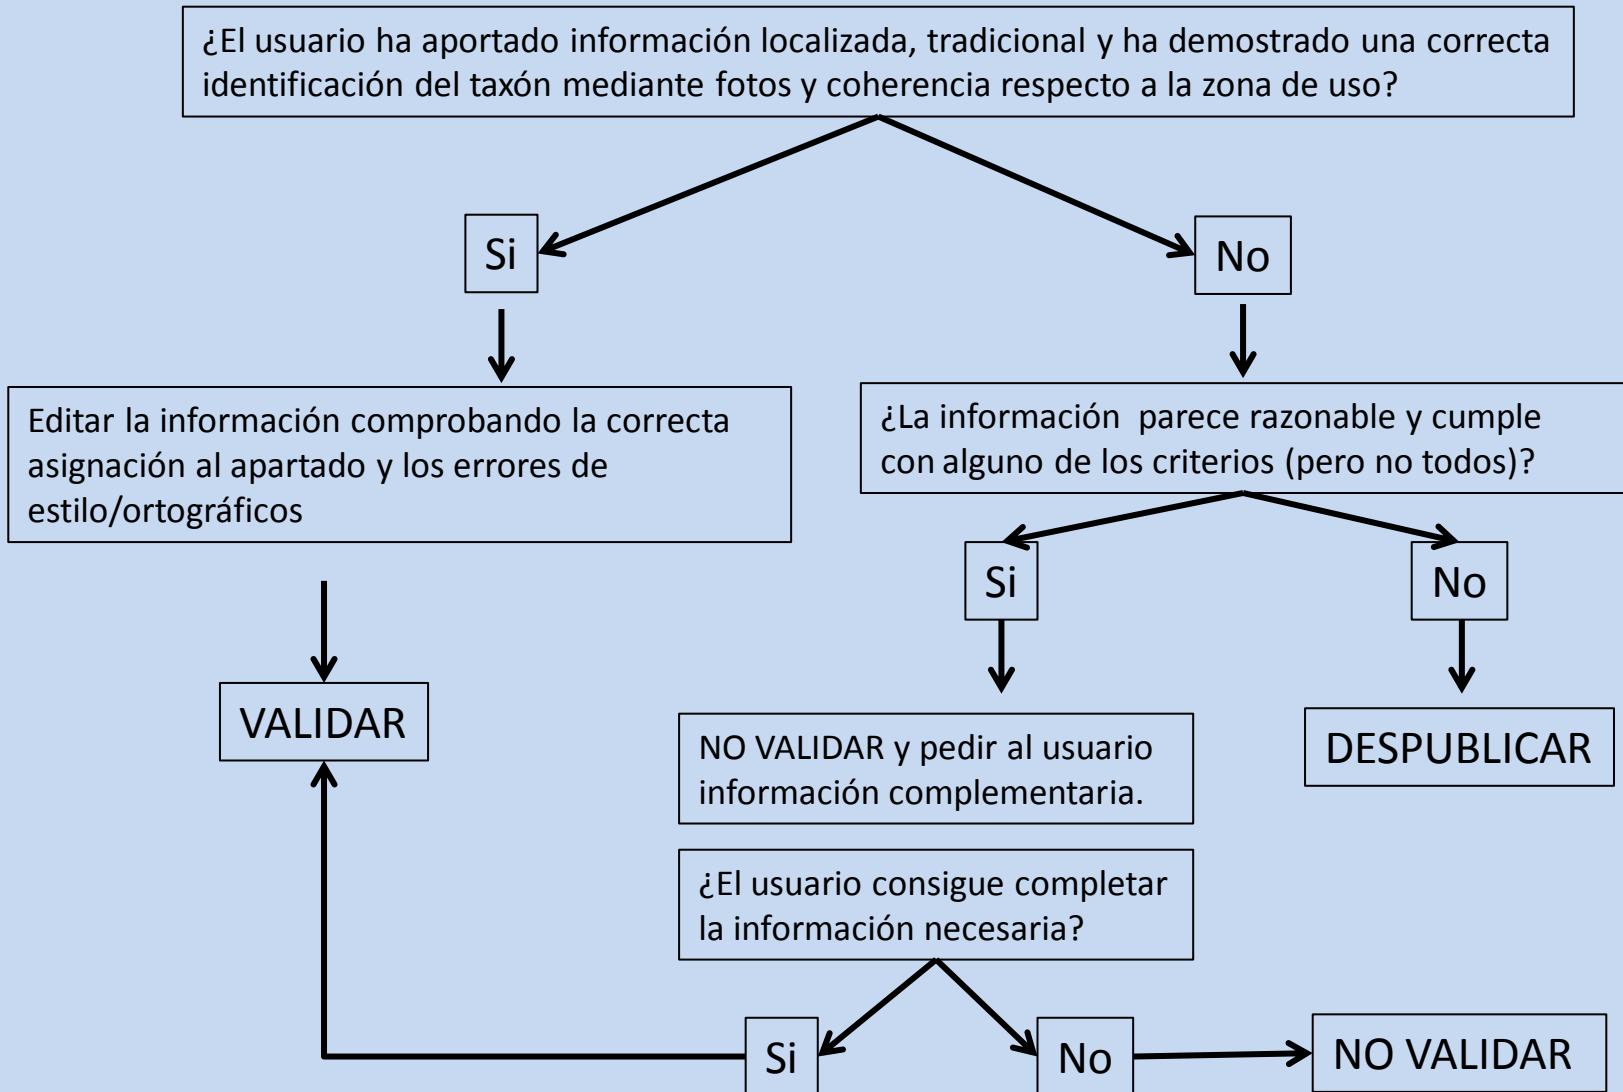 ¿El usuario ha aportado información localizada, tradicional y ha demostrado una correcta
identificación del taxón mediante fotos y coherencia respecto a la zona de uso?
Si
No
Editar la información comprobando la correcta
asignación al apartado y los errores de
estilo/ortográficos
¿La información parece razonable y cumple
con alguno de los criterios (pero no todos)?
Si
No
VALIDAR
NO VALIDAR y pedir al usuario
información complementaria.
DESPUBLICAR
¿El usuario consigue completar
la información necesaria?
Si
No
NO VALIDAR